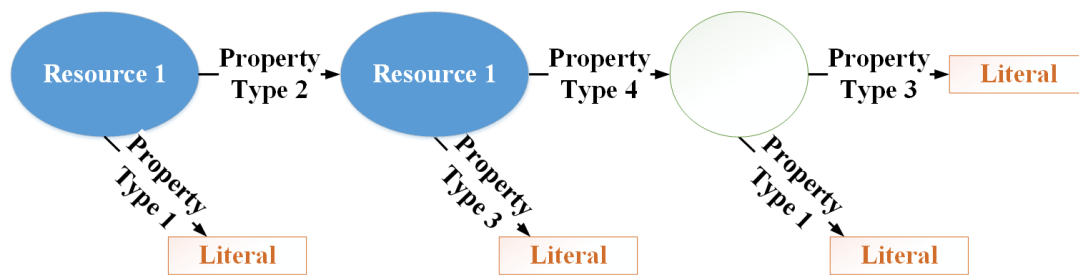 Resource 1
Property
Type 2
Resource 1
Property
Type 4
Property
Type 3
Literal
Property
Type 1
Literal
Property
Type 3
Literal
Property
Type 1
Literal